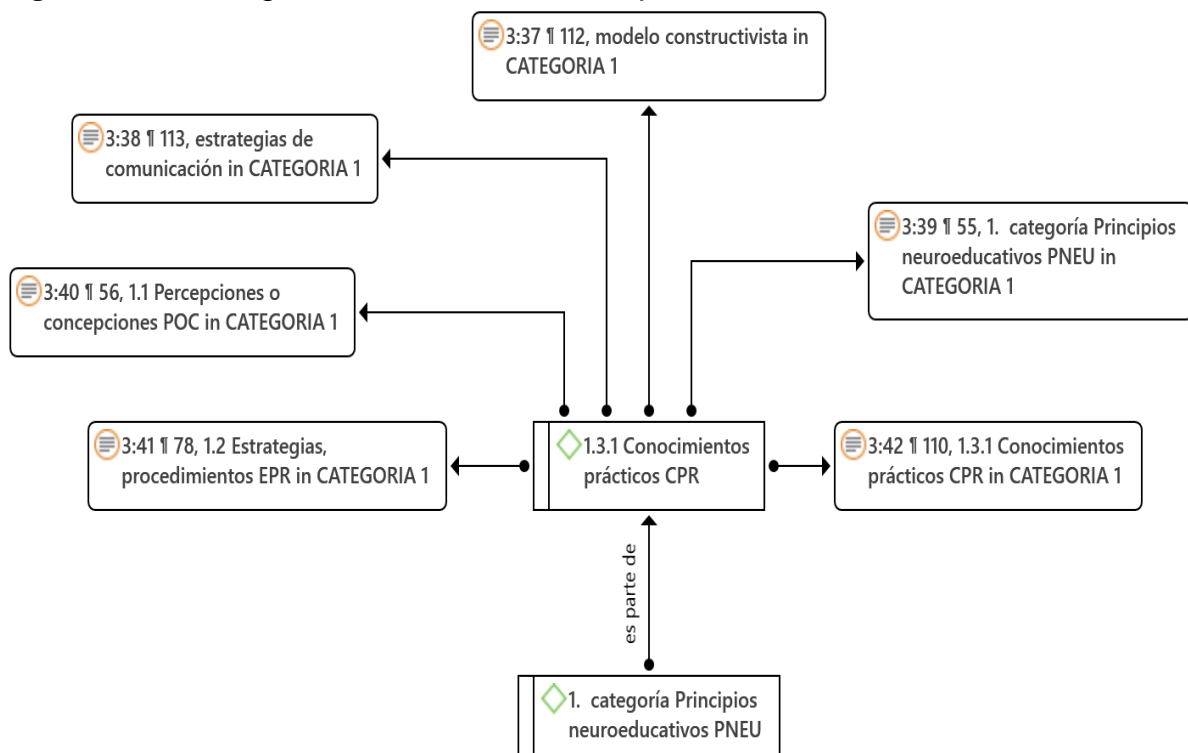 3:37 ¶ 112, modelo constructivista in
CATEGORIA 1
3:38 ¶ 113, estrategias de
comunicación in CATEGORIA 1
3:39 ¶ 55, 1.  categoría Principios
neuroeducativos PNEU in
CATEGORIA 1
3:40 ¶ 56, 1.1 Percepciones o
concepciones POC in CATEGORIA 1
3:41 ¶ 78, 1.2 Estrategias,
procedimientos EPR in CATEGORIA 1
1.3.1 Conocimientos
prácticos CPR
3:42 ¶ 110, 1.3.1 Conocimientos
prácticos CPR in CATEGORIA 1
es parte de
1.  categoría Principios
neuroeducativos PNEU